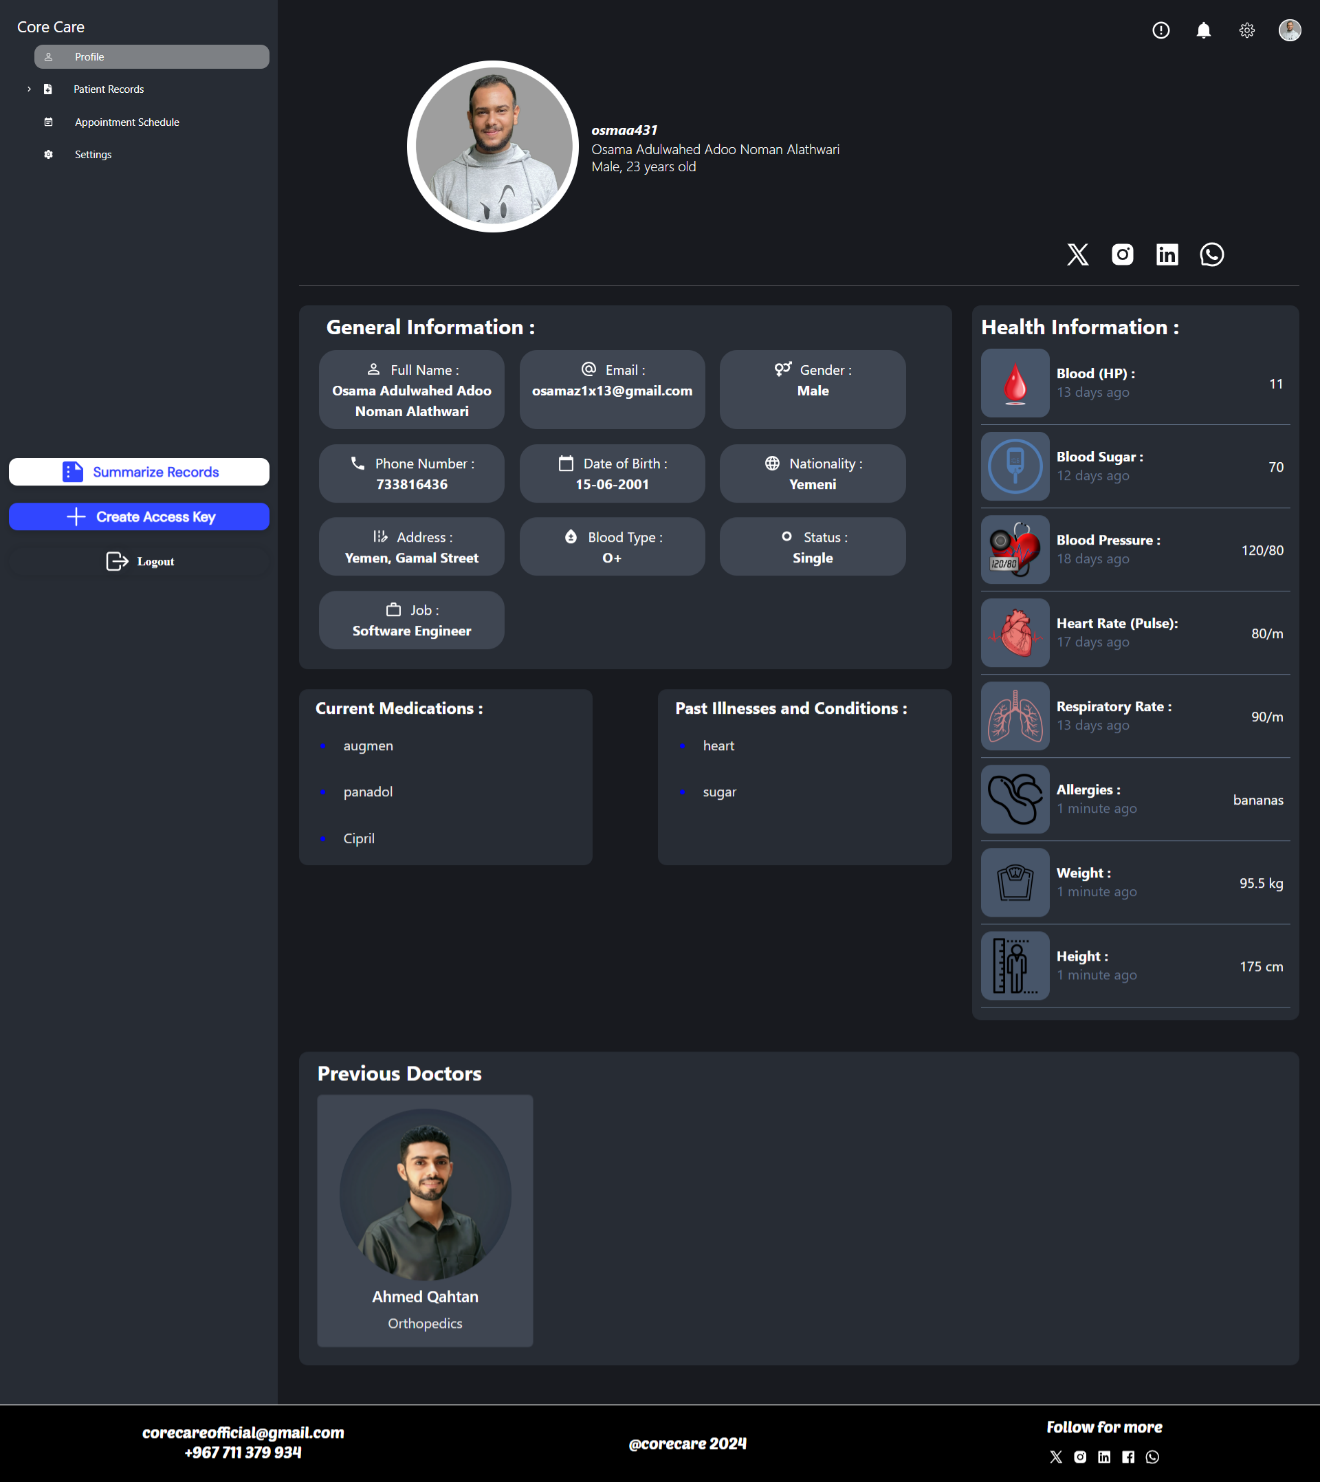 Core Care
Profile
Patient Records
Appointment Schedule
Settings
Summarize Records
Create Access Key
Logout
osmaa431
Osama Adulwahed Adoo Noman Alathwari
Male, 23 years old
General Information :
Full Name :
Osama Adulwahed Adoo
Noman Alathwari
Email :
osamaz1x13@gmail.com
Gender :
Male
Phone Number :
733816436
Date of Birth :
15-06-2001
Nationality :
Yemeni
Address :
Yemen, Gamal Street
Blood Type :
O+
Status :
Single
Job :
Software Engineer
Current Medications :
augmen
panadol
Cipril
Past Illnesses and Conditions :
heart
sugar
Health Information :
Blood (HP) :
13 days ago
11
Blood Sugar :
12 days ago
70
120/80
Blood Pressure :
18 days ago
120/80
Heart Rate (Pulse):
17 days ago
80/m
Respiratory Rate :
13 days ago
90/m
Allergies :
1 minute ago
bananas
Weight :
1 minute ago
95.5 kg
Height :
1 minute ago
175 cm
Previous Doctors
Ahmed Qahtan
Orthopedics
corecareofficial@gmail.com
+967 711 379 934
@corecare 2024
Follow for more